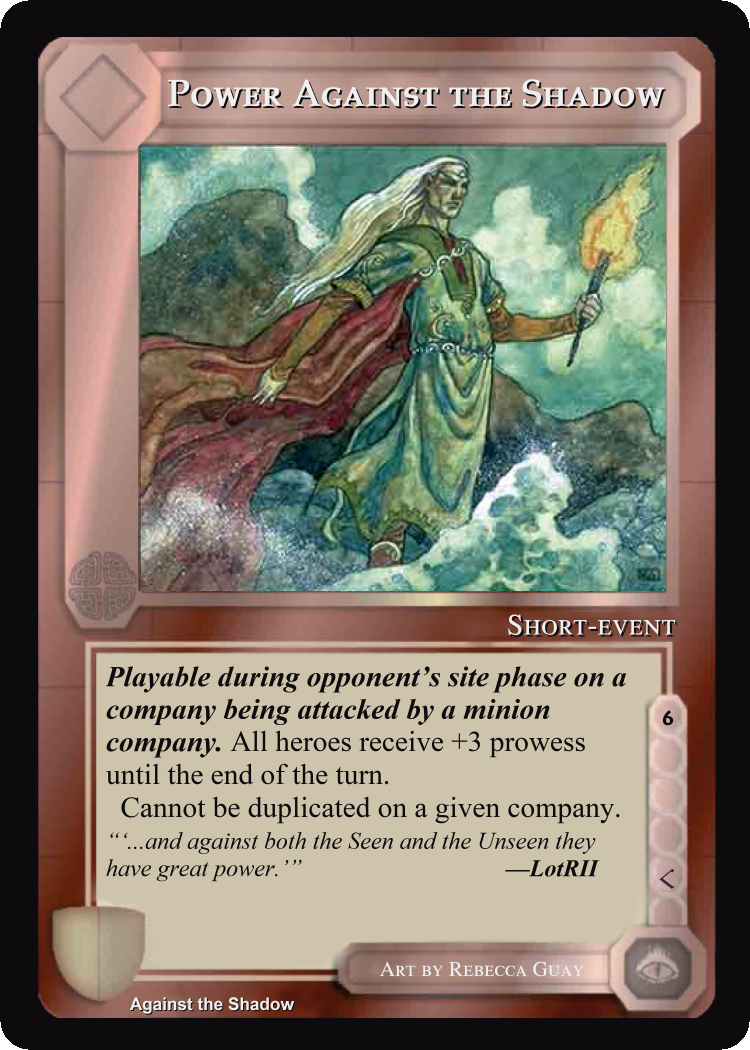 Power Against the Shadow
Short-event
Playable during opponent's site phase on a
company being attacked by a minion
company. All heroes receive +3 prowess
until the end of the turn.
Cannot be duplicated on a given company.
"'...and against both the Seen and the Unseen they
have great power.'" —LotRII
6
<
Art by Rebecca Guay
Against the Shadow